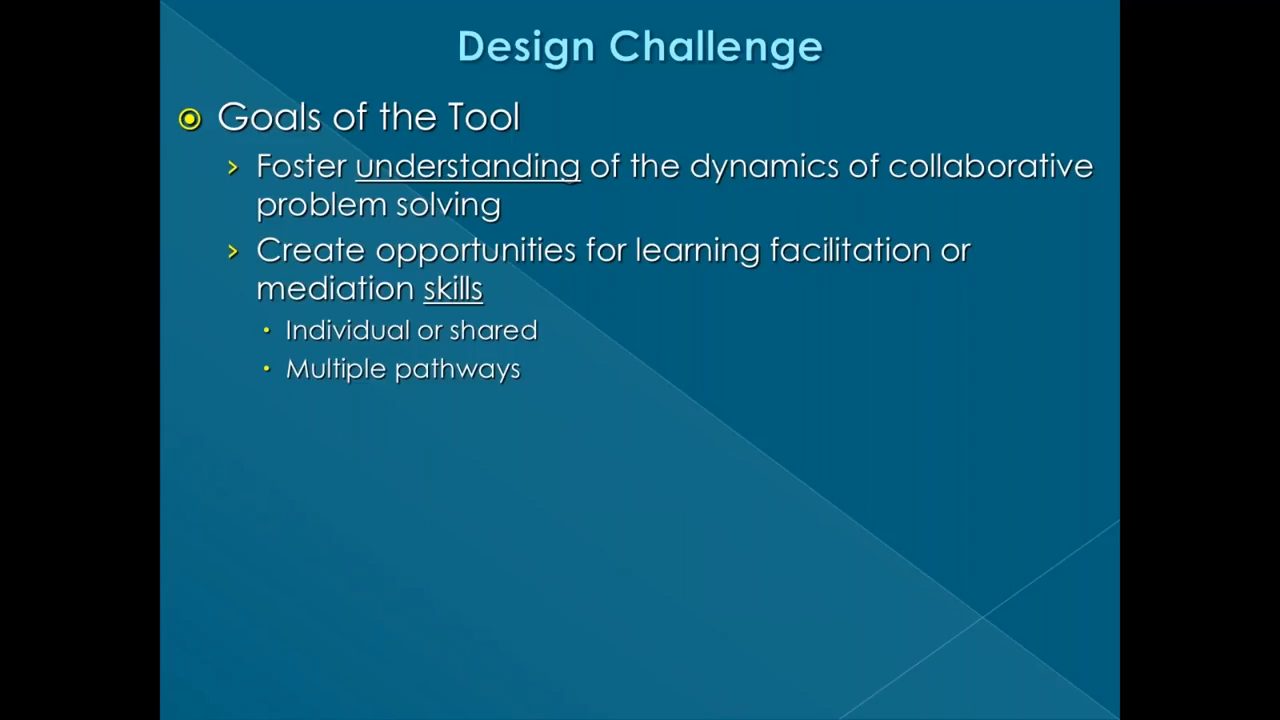 Design Challenge
Goals of the Tool
Foster understanding of the dynamics of collaborative
problem solving
Create opportunities for learning facilitation or
mediation skills
Individual or shared
Multiple pathways